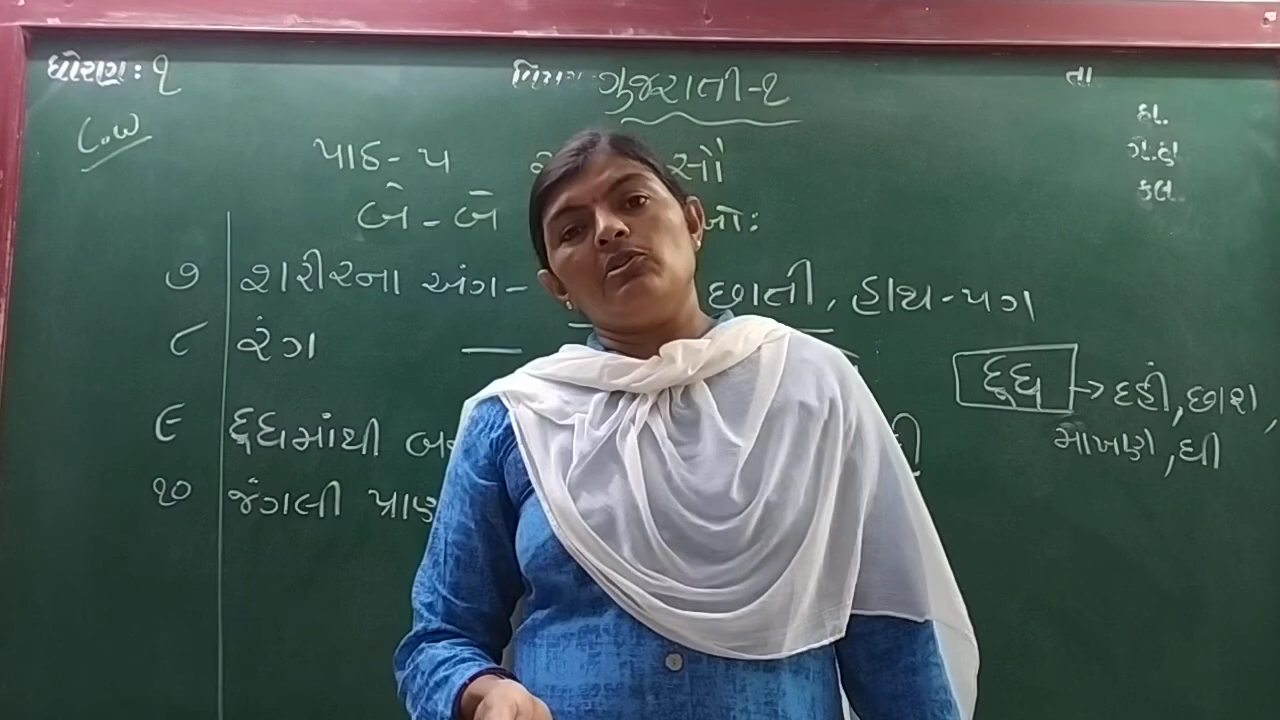 ધોરણ: ૧
વિષય: ગુજરાતી-૧
તા
C.W
હા.
ગે.હા
કુલ.
પાઠ-૫
બે-બે
૭ શરીરના અંગ- છાતી, હાથ-પગ
૮ રંગ
દૂધ → દહીં, છાશ,
માખણ, ઘી
૯ દૂધમાંથી
૧૦ જંગલી